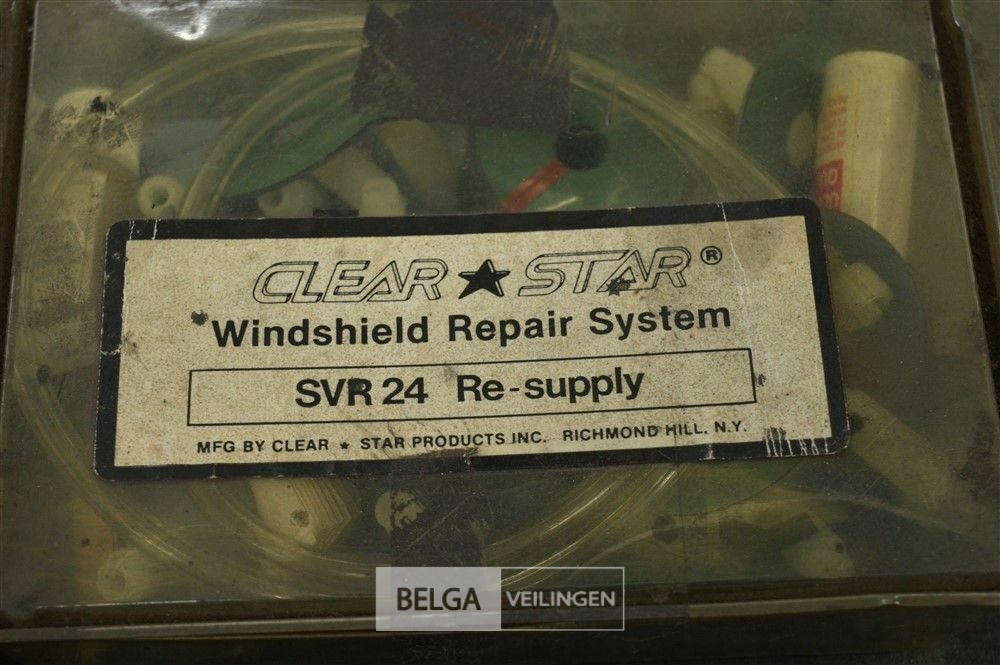 CLEAR ★ STAR®
Windshield Repair System
SVR 24 Re-supply
MFG BY CLEAR ★ STAR PRODUCTS INC. RICHMOND HILL, N.Y.
BELGA VEILINGEN